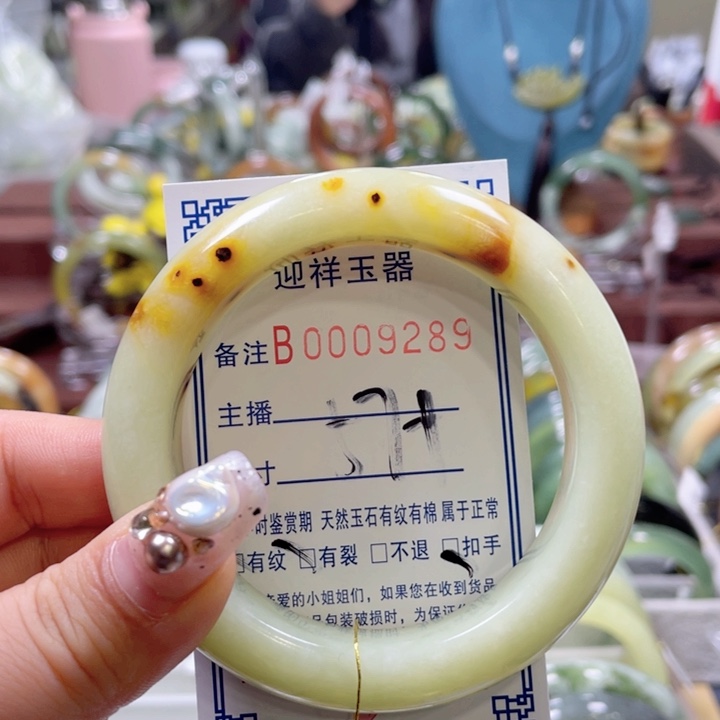 迎祥玉器
备注B0009289
主播
寸
时鉴赏期 天然玉石有纹有棉 属于正常
□有纹 □有裂 □不退 □扣手
爱的小姐姐们，如果您在收到货品
品包装破损时，为保证